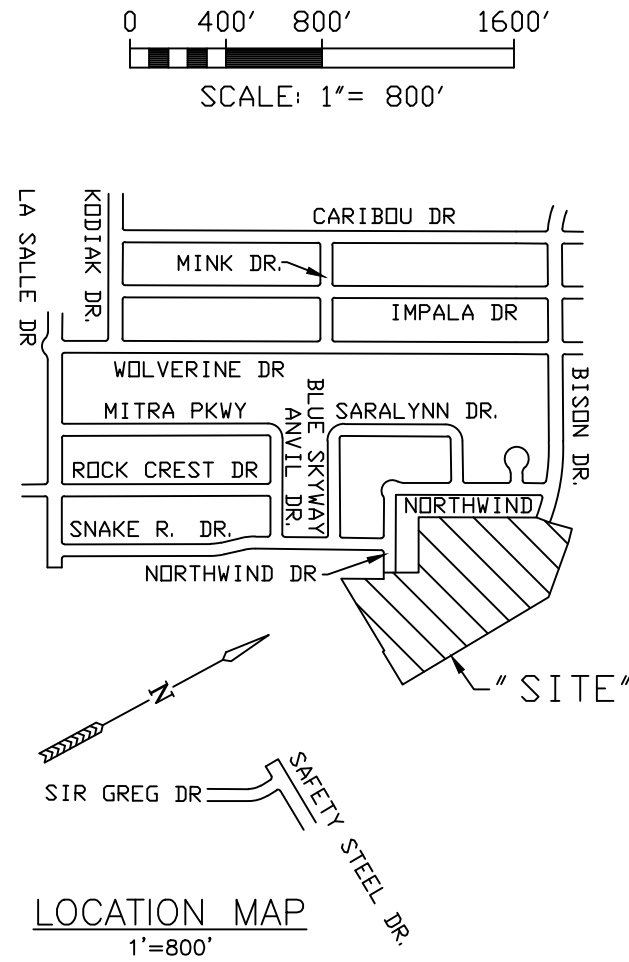 0 400' 800' 1600'
SCALE: 1"= 800'
LA SALLE DR
KODIAK DR.
CARIBOU DR
MINK DR.
IMPALA DR
WOLVERINE DR
BISON DR.
MITRA PKWY
ANVIL DR.
BLUE SKYWAY
SARALYNN DR.
ROCK CREST DR
NORTHWIND
SNAKE R. DR.
NORTHWIND DR
"SITE"
N
SIR GREG DR
SAFETY STEEL DR.
LOCATION MAP
1'=800'